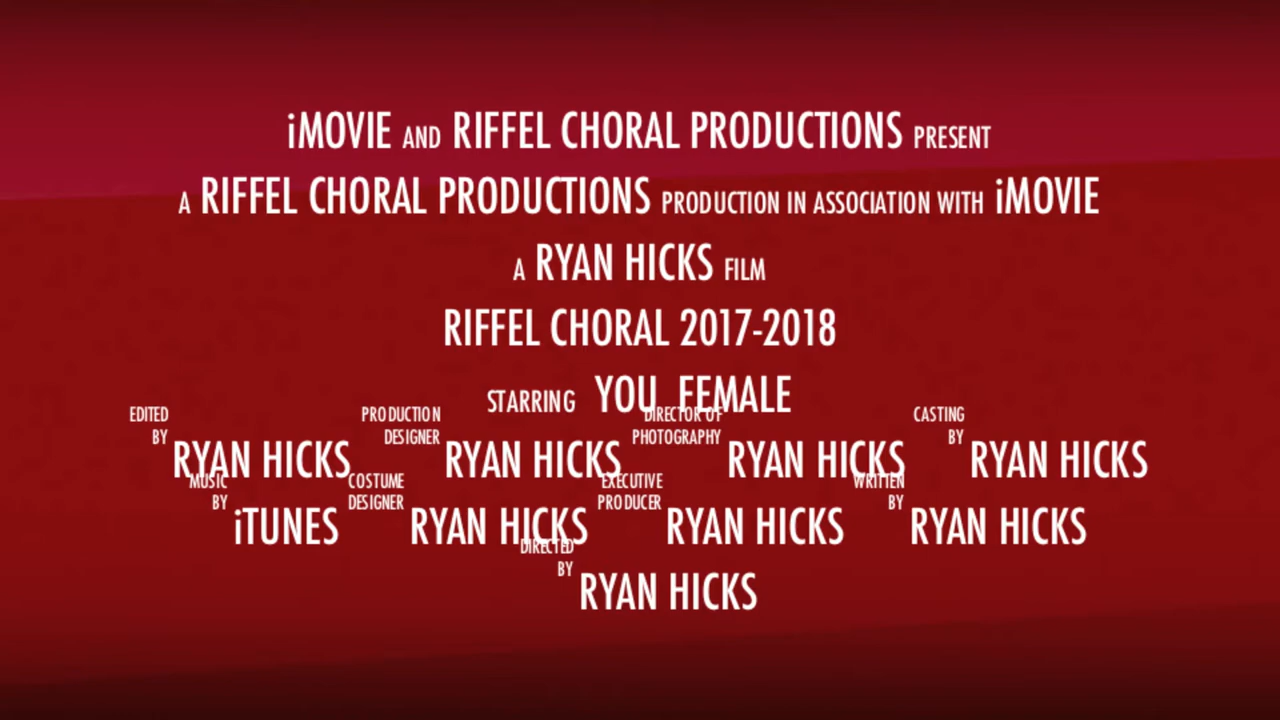 iMOVIE AND RIFFEL CHORAL PRODUCTIONS PRESENT
A RIFFEL CHORAL PRODUCTIONS PRODUCTION IN ASSOCIATION WITH iMOVIE
A RYAN HICKS FILM
RIFFEL CHORAL 2017-2018
STARRING YOU FEMALE
EDITED BY RYAN HICKS PRODUCTION DESIGNER RYAN HICKS DIRECTOR OF PHOTOGRAPHY RYAN HICKS CASTING BY RYAN HICKS
MUSIC BY iTUNES COSTUME DESIGNER RYAN HICKS EXECUTIVE PRODUCER RYAN HICKS WRITTEN BY RYAN HICKS
DIRECTED BY RYAN HICKS